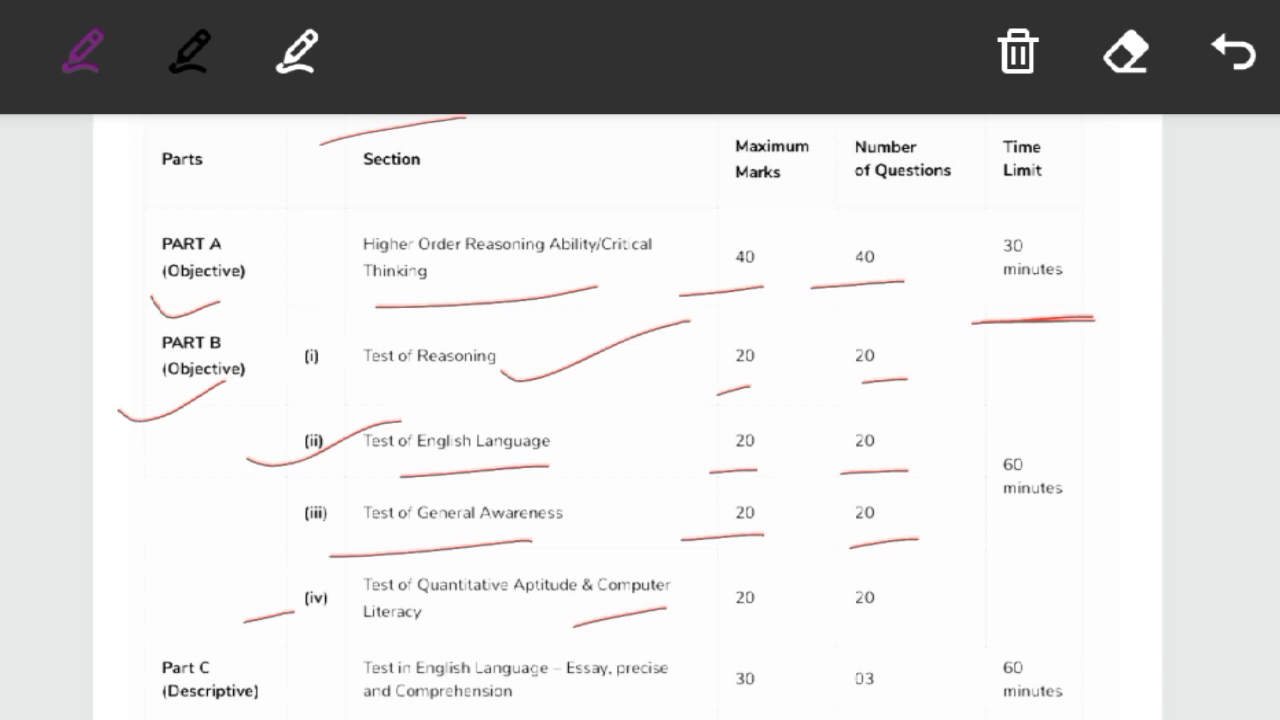 Parts Section Maximum Marks Number of Questions Time Limit
PART A (Objective) Higher Order Reasoning Ability/Critical Thinking 40 40 30 minutes
PART B (Objective) (i) Test of Reasoning 20 20
(ii) Test of English Language 20 20 60 minutes
(iii) Test of General Awareness 20 20
(iv) Test of Quantitative Aptitude & Computer Literacy 20 20
Part C (Descriptive) Test in English Language – Essay, precise and Comprehension 30 03 60 minutes